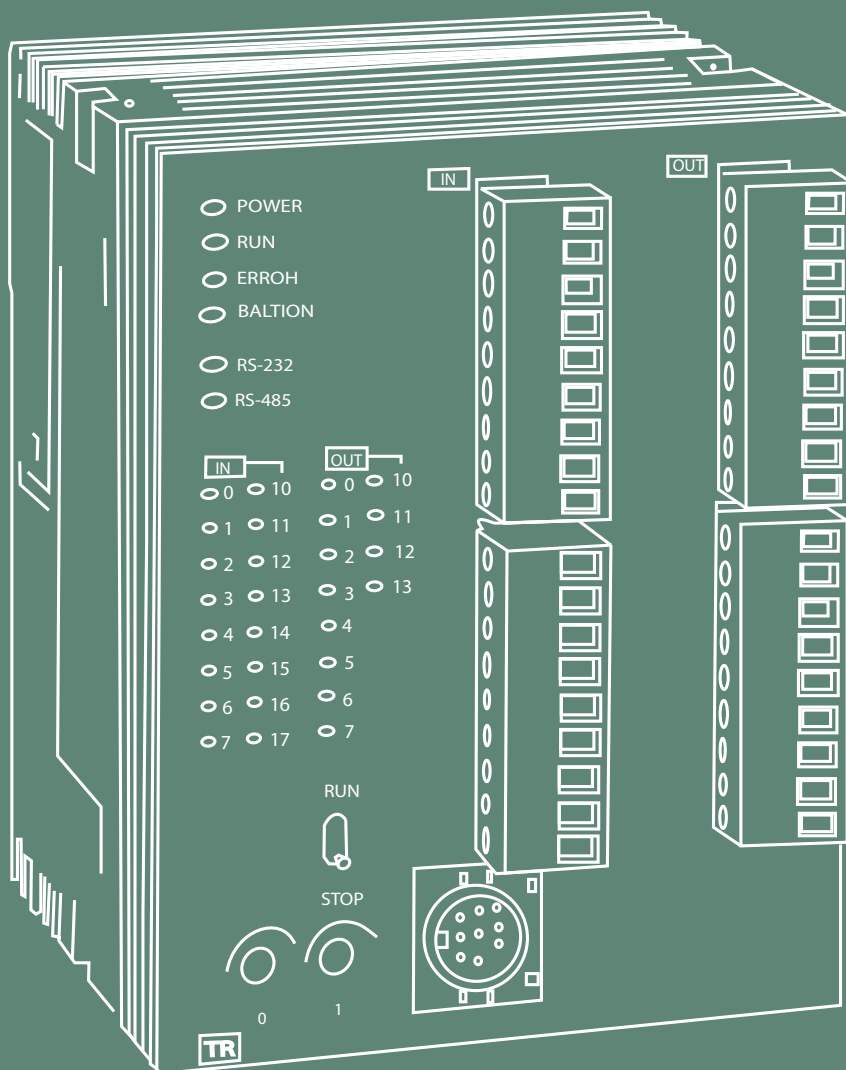 IN
OUT
POWER
RUN
ERROH
BALTION
RS-232
RS-485
IN
OUT
0 10 0 10
1 11 1 11
2 12 2 12
3 13 3 13
4 14 4
5 15 5
6 16 6
7 17 7
RUN
STOP
0 1
TR